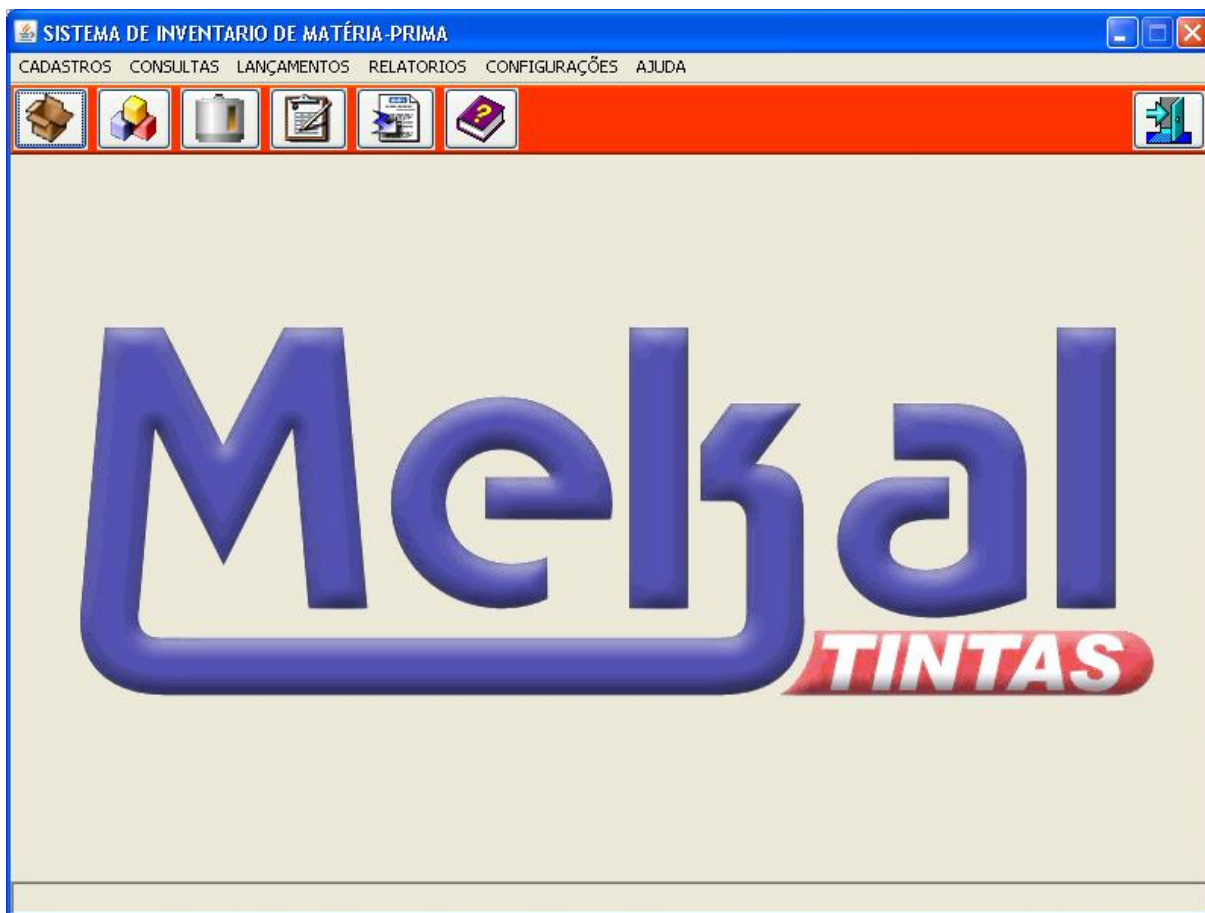 SISTEMA DE INVENTARIO DE MATÉRIA-PRIMA
CADASTROS CONSULTAS LANÇAMENTOS RELATORIOS CONFIGURAÇÕES AJUDA
Mekal
TINTAS